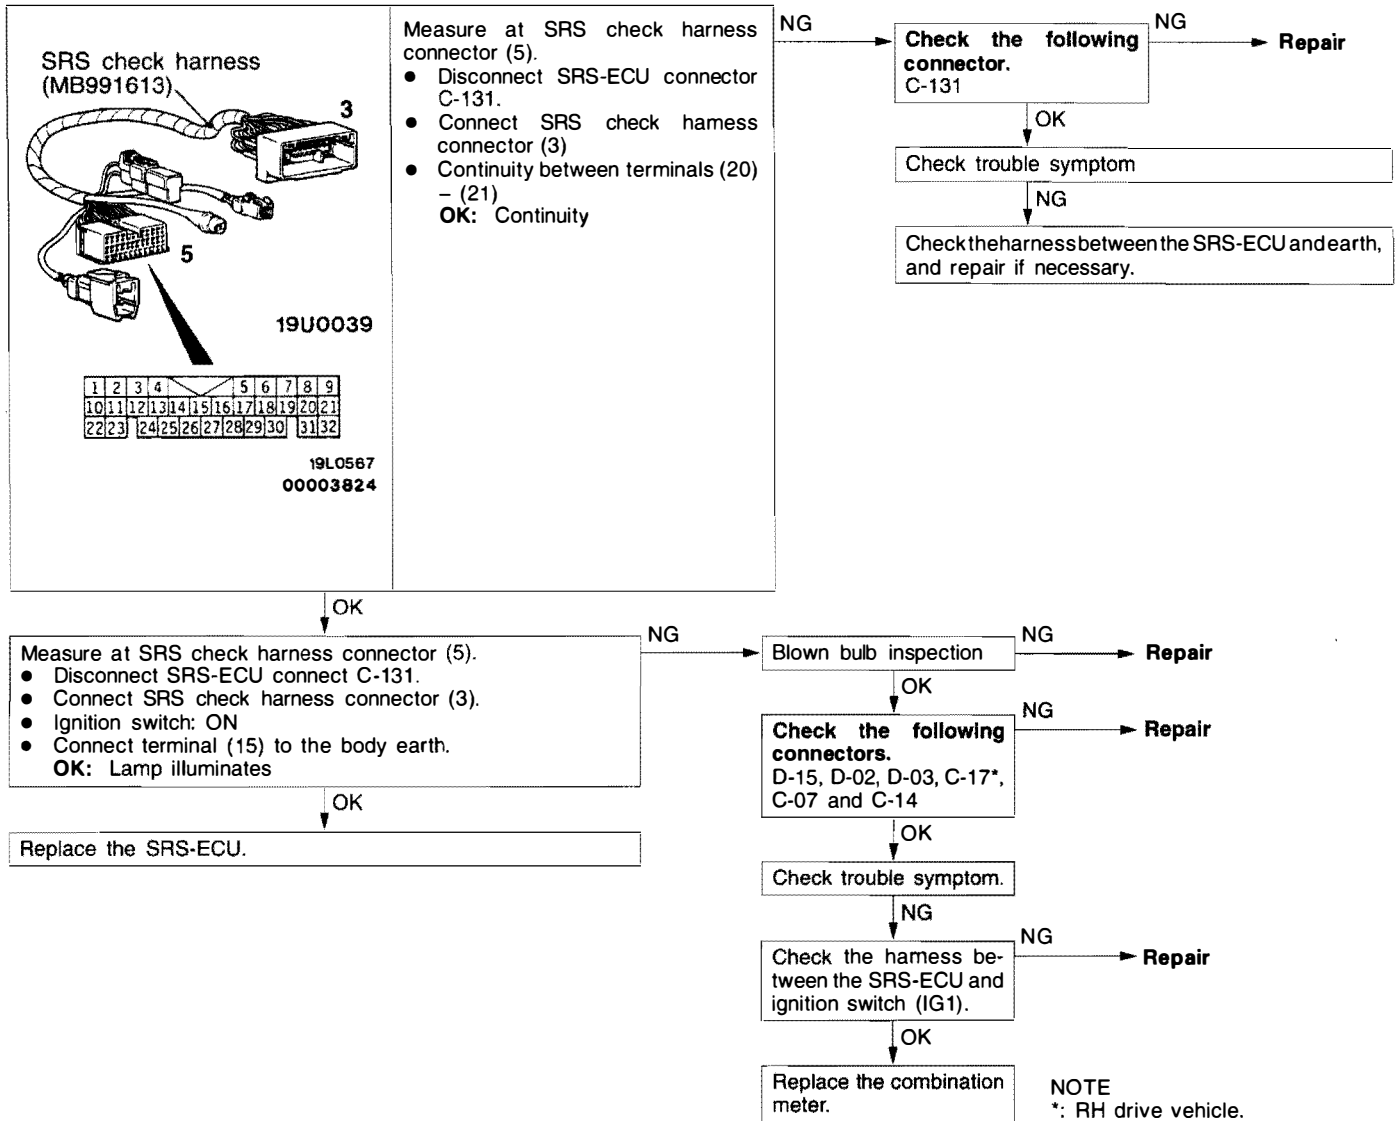 SRS check harness
(MB991613)
3
5
19U0039
1 2 3 4 5 6 7 8 9
10 11 12 13 14 15 16 17 18 19 20 21
22 23 24 25 26 27 28 29 30 31 32
19L0567
00003824
Measure at SRS check harness
connector (5).
● Disconnect SRS-ECU connector
C-131.
● Connect SRS check harness
connector (3)
● Continuity between terminals (20)
– (21)
OK: Continuity
NG
Check the following
connector.
C-131
NG
Repair
OK
Check trouble symptom
NG
Check the harness between the SRS-ECU and earth,
and repair if necessary.
OK
Measure at SRS check harness connector (5).
● Disconnect SRS-ECU connect C-131.
● Connect SRS check harness connector (3).
● Ignition switch: ON
● Connect terminal (15) to the body earth.
OK: Lamp illuminates
OK
Replace the SRS-ECU.
NG
Blown bulb inspection
NG
Repair
OK
Check the following
connectors.
D-15, D-02, D-03, C-17*,
C-07 and C-14
NG
Repair
OK
Check trouble symptom.
NG
Check the harness be-
tween the SRS-ECU and
ignition switch (IG1).
NG
Repair
OK
Replace the combination
meter.
NOTE
*: RH drive vehicle.